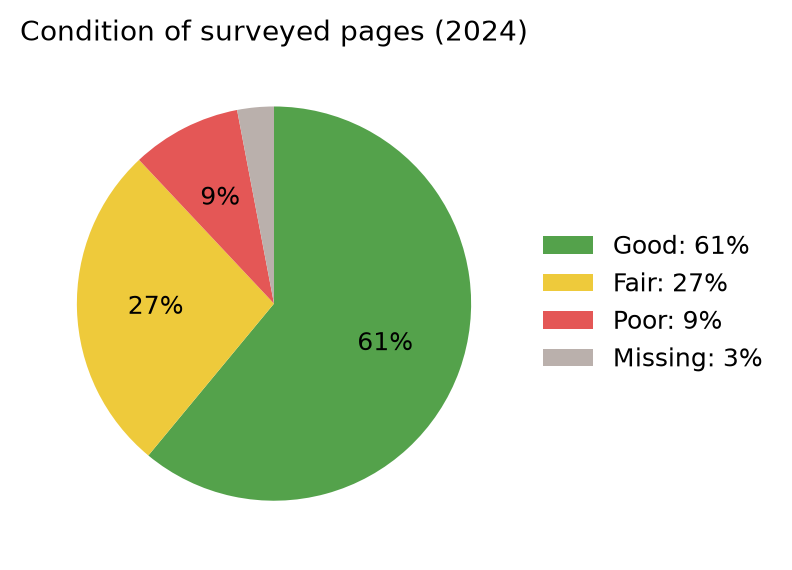 Condition of surveyed pages (2024)
9%
27%
61%
Good: 61%
Fair: 27%
Poor: 9%
Missing: 3%